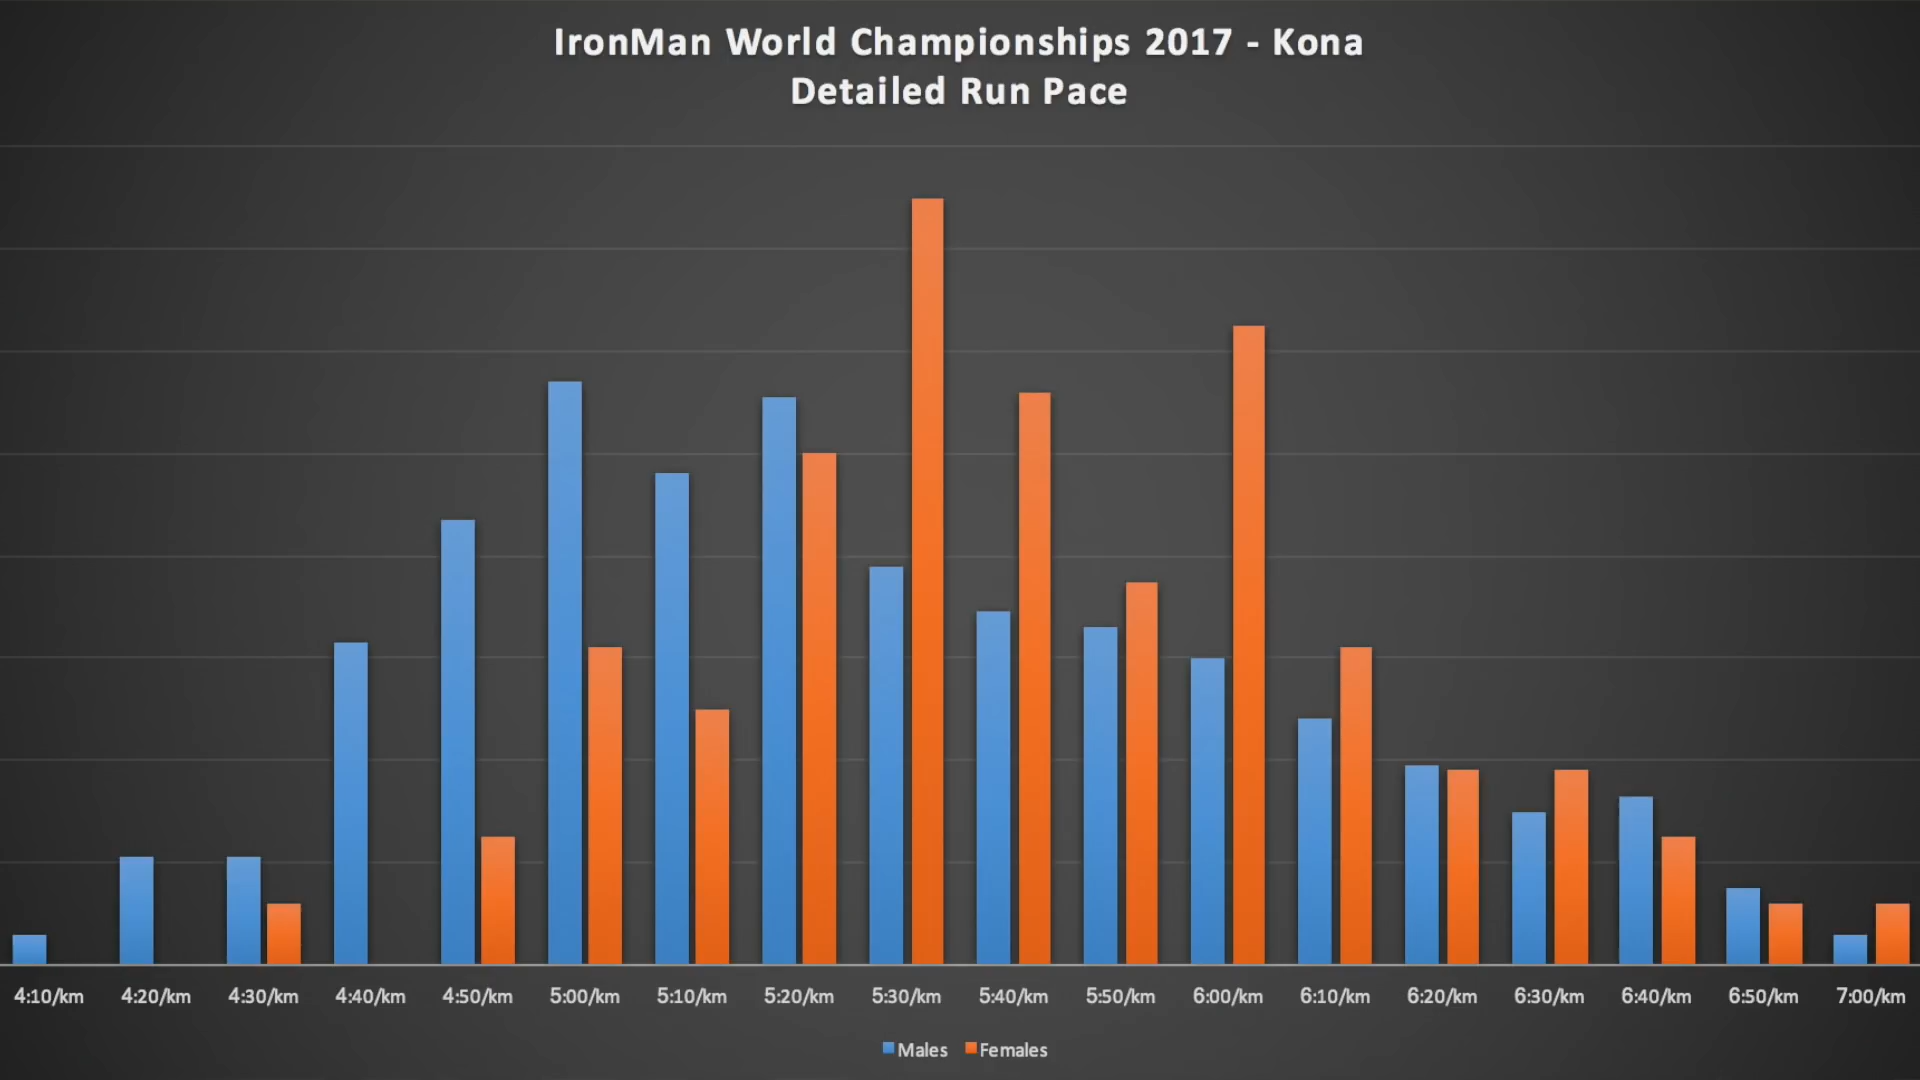 IronMan World Championships 2017 - Kona
Detailed Run Pace
4:10/km 4:20/km 4:30/km 4:40/km 4:50/km 5:00/km 5:10/km 5:20/km 5:30/km 5:40/km 5:50/km 6:00/km 6:10/km 6:20/km 6:30/km 6:40/km 6:50/km 7:00/km
Males Females